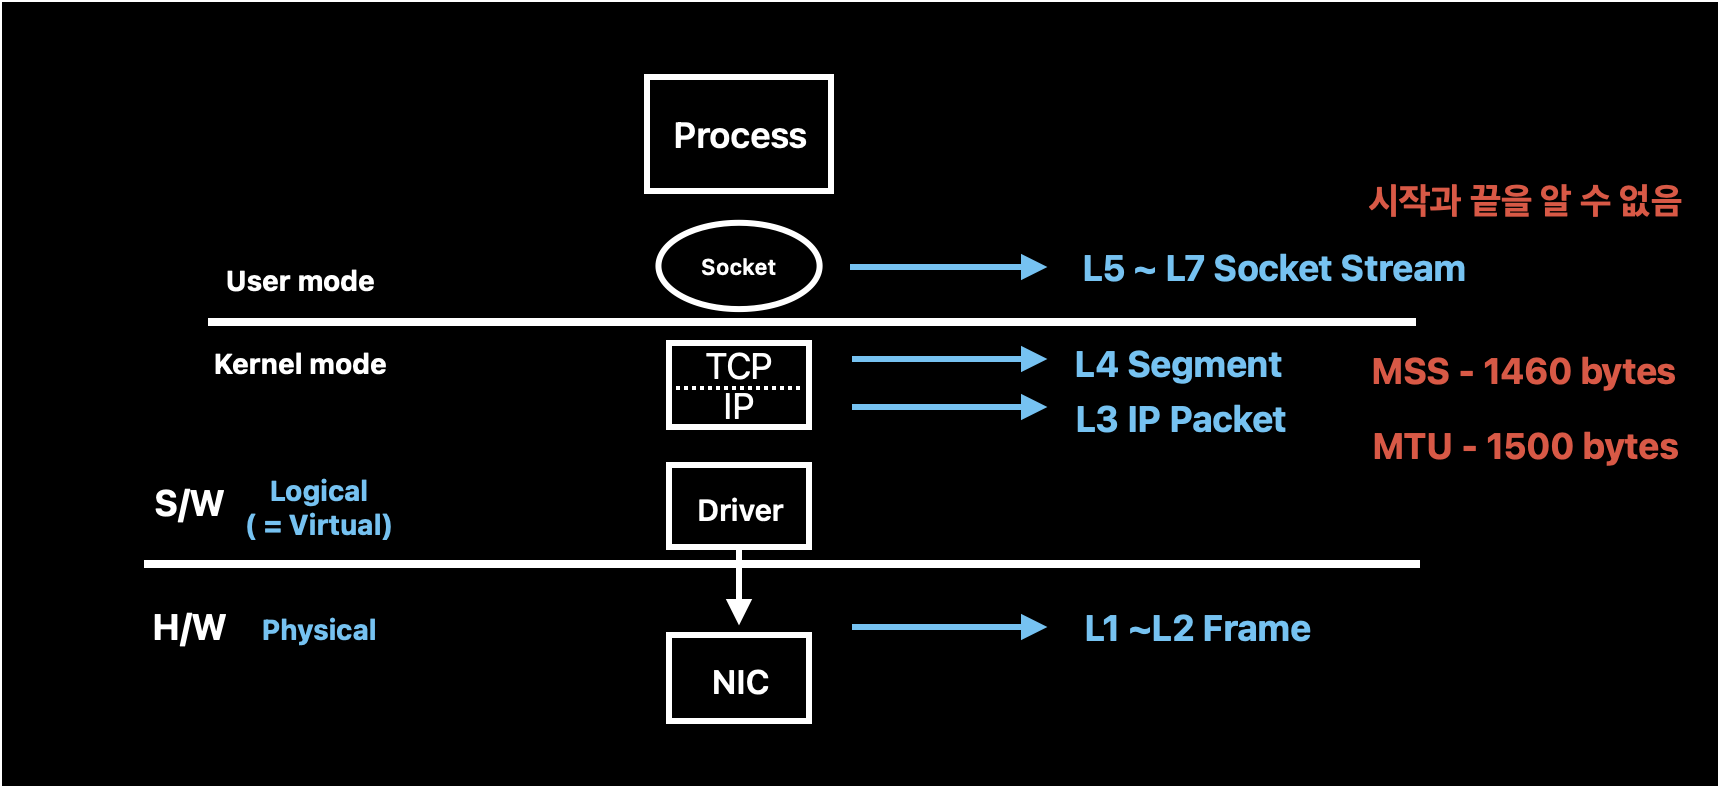 Process
시작과 끝을 알 수 없음
Socket
L5 ~ L7 Socket Stream
User mode
Kernel mode
TCP
L4 Segment
MSS - 1460 bytes
IP
L3 IP Packet
MTU - 1500 bytes
S/W
Logical
( = Virtual)
Driver
H/W
Physical
L1 ~L2 Frame
NIC